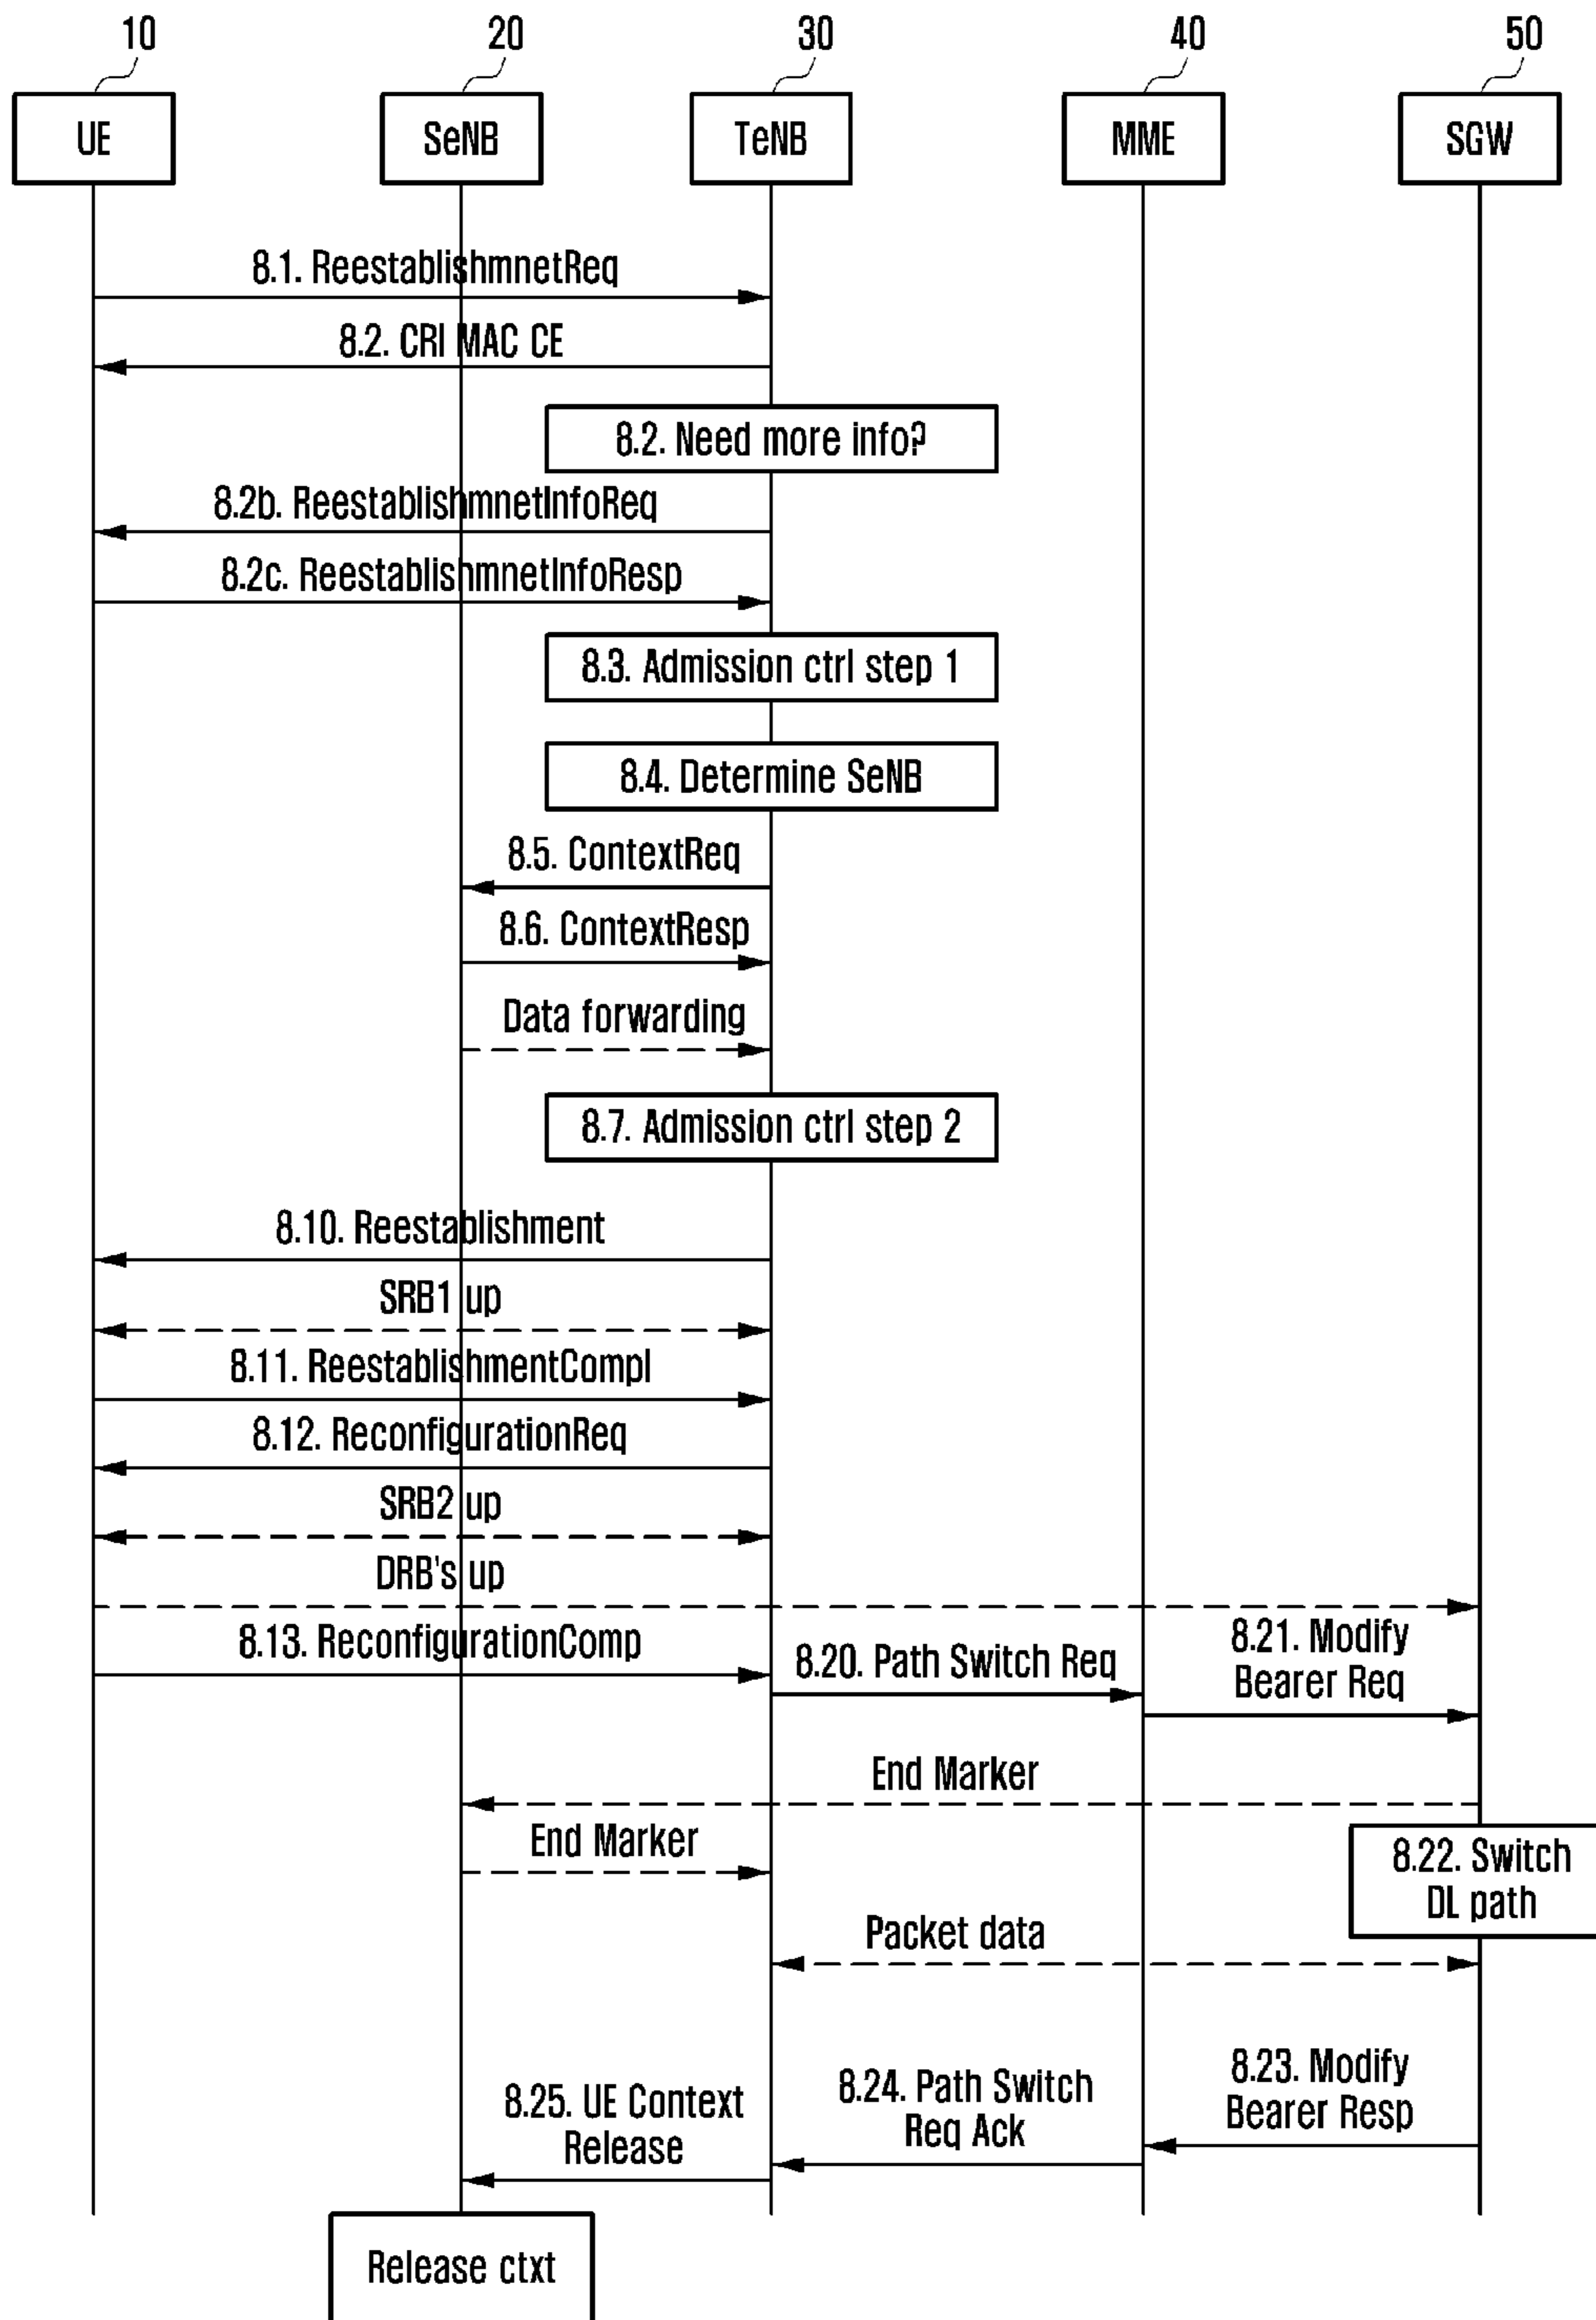 10
20
30
40
50
UE
SeNB
TeNB
MME
SGW
8.1. ReestablishmnetReq
8.2. CRI MAC CE
8.2. Need more info?
8.2b. ReestablishmnetInfoReq
8.2c. ReestablishmnetInfoResp
8.3. Admission ctrl step 1
8.4. Determine SeNB
8.5. ContextReq
8.6. ContextResp
Data forwarding
8.7. Admission ctrl step 2
8.10. Reestablishment
SRB1 up
8.11. ReestablishmentCompl
8.12. ReconfigurationReq
SRB2 up
DRB's up
8.13. ReconfigurationComp
8.20. Path Switch Req
8.21. Modify
Bearer Req
End Marker
End Marker
8.22. Switch
DL path
Packet data
8.23. Modify
Bearer Resp
8.24. Path Switch
Req Ack
8.25. UE Context
Release
Release ctxt